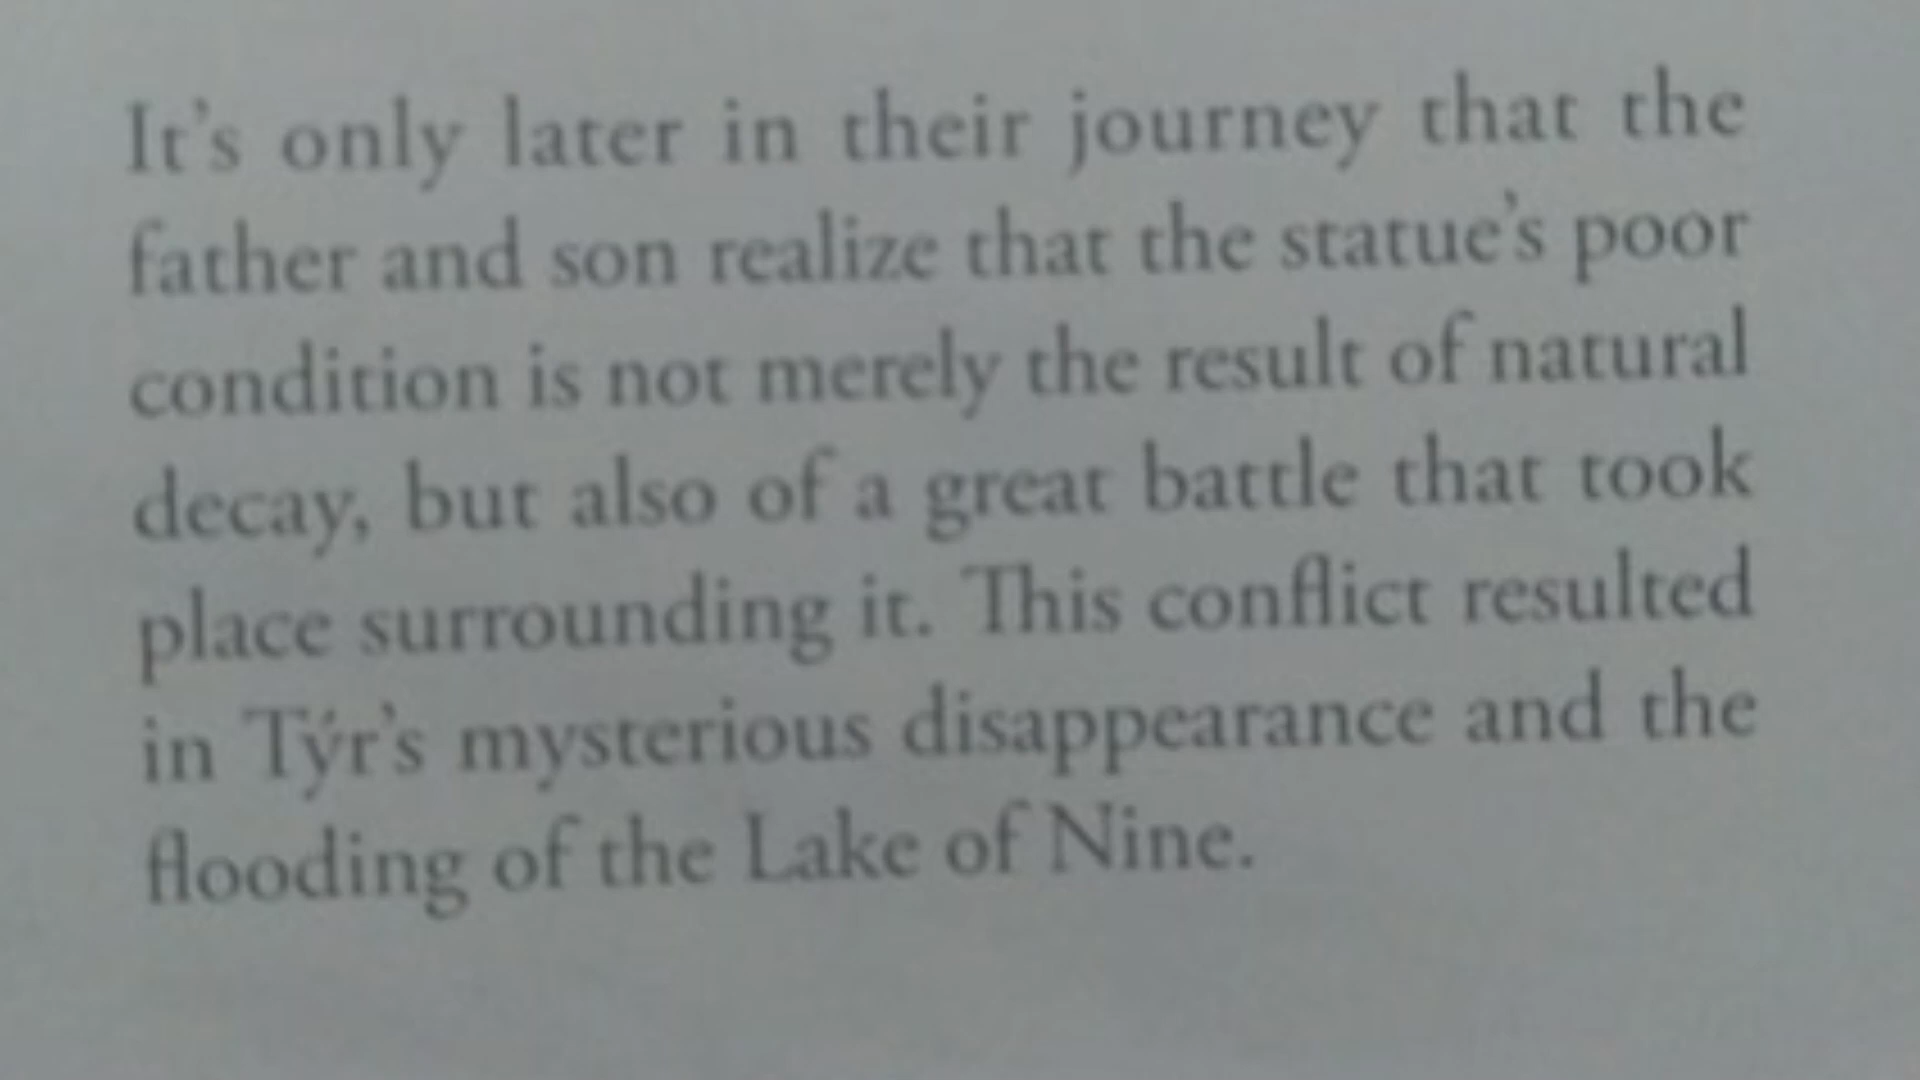 It's only later in their journey that the
father and son realize that the statue's poor
condition is not merely the result of natural
decay, but also of a great battle that took
place surrounding it. This conflict resulted
in Týr's mysterious disappearance and the
flooding of the Lake of Nine.